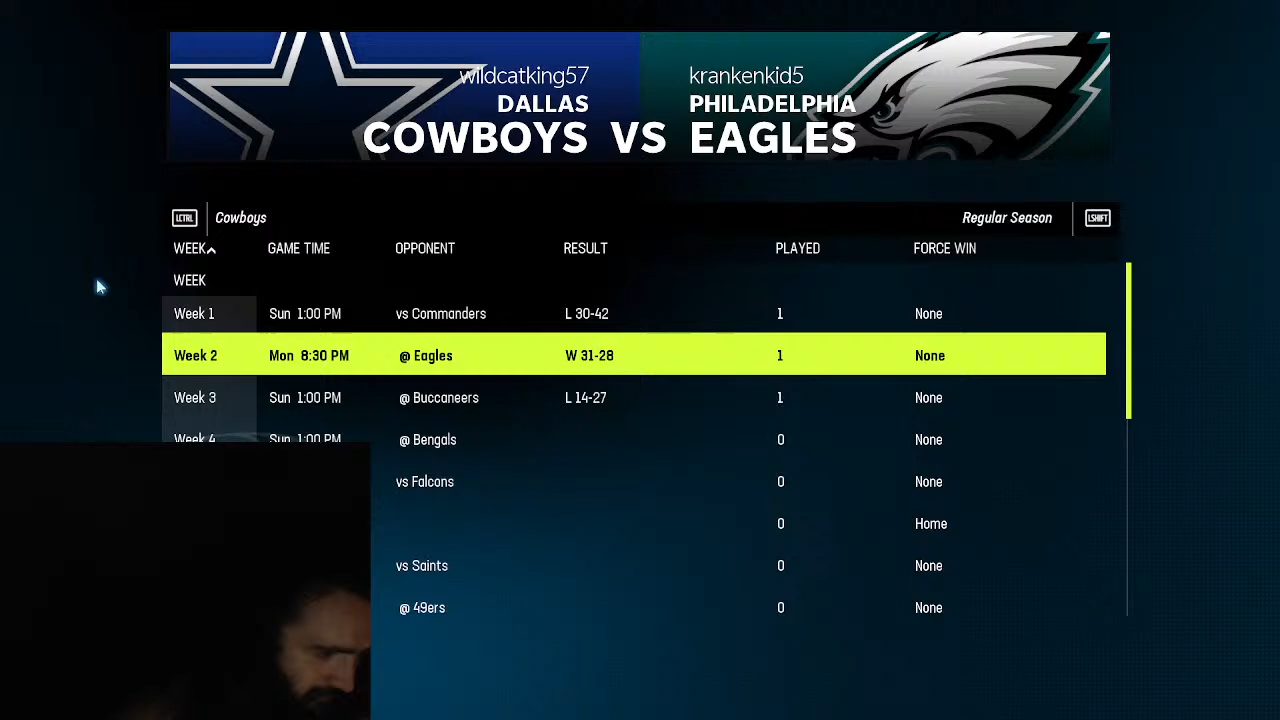 wildcatking57 krankenkid5
DALLAS PHILADELPHIA
COWBOYS VS EAGLES
LCTRL Cowboys Regular Season LSHIFT
WEEK GAME TIME OPPONENT RESULT PLAYED FORCE WIN
WEEK
Week 1 Sun 1:00 PM vs Commanders L 30-42 1 None
Week 2 Mon 8:30 PM @ Eagles W 31-28 1 None
Week 3 Sun 1:00 PM @ Buccaneers L 14-27 1 None
Week 4 Sun 1:00 PM @ Bengals 0 None
vs Falcons 0 None
0 Home
vs Saints 0 None
@ 49ers 0 None